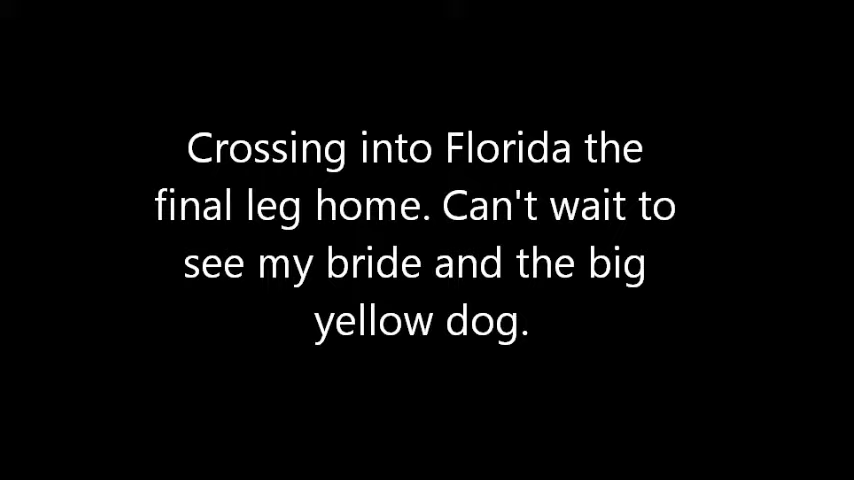 Crossing into Florida the
final leg home. Can't wait to
see my bride and the big
yellow dog.